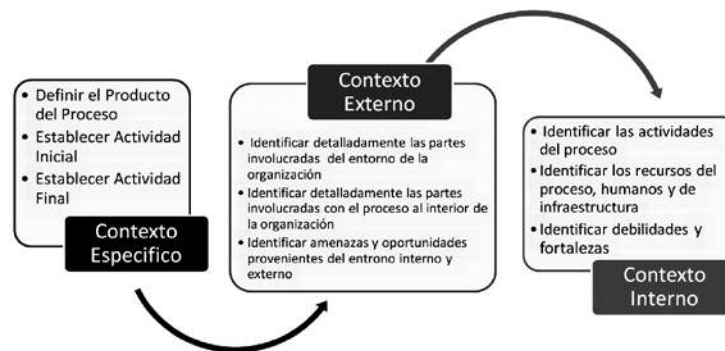 • Definir el Producto
del Proceso
• Establecer Actividad
Inicial
• Establecer Actividad
Final
Contexto
Especifico
Contexto
Externo
• Identificar detalladamente las partes
involucradas del entorno de la
organización
• Identificar detalladamente las partes
involucradas con el proceso al interior de
la organización
• Identificar amenazas y oportunidades
provenientes del entrono interno y
externo
• Identificar las actividades
del proceso
• Identificar los recursos del
proceso, humanos y de
infraestructura
• Identificar debilidades y
fortalezas
Contexto
Interno